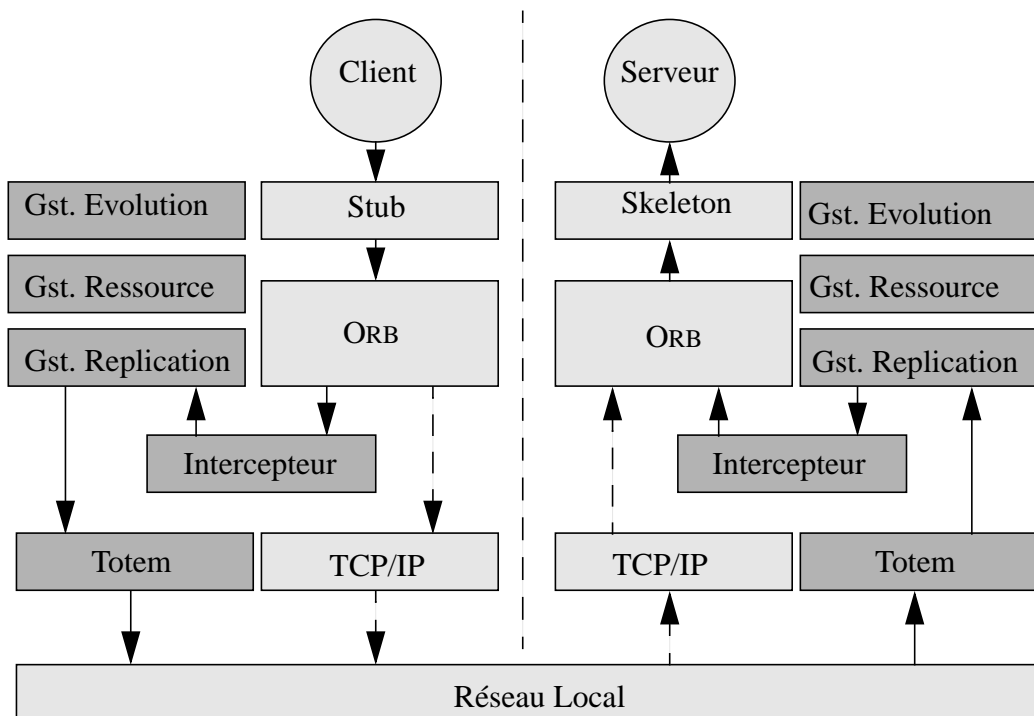 Client
Serveur
Gst. Evolution
Stub
Skeleton
Gst. Evolution
Gst. Ressource
Gst. Ressource
ORB
ORB
Gst. Replication
Gst. Replication
Intercepteur
Intercepteur
Totem
TCP/IP
TCP/IP
Totem
Réseau Local